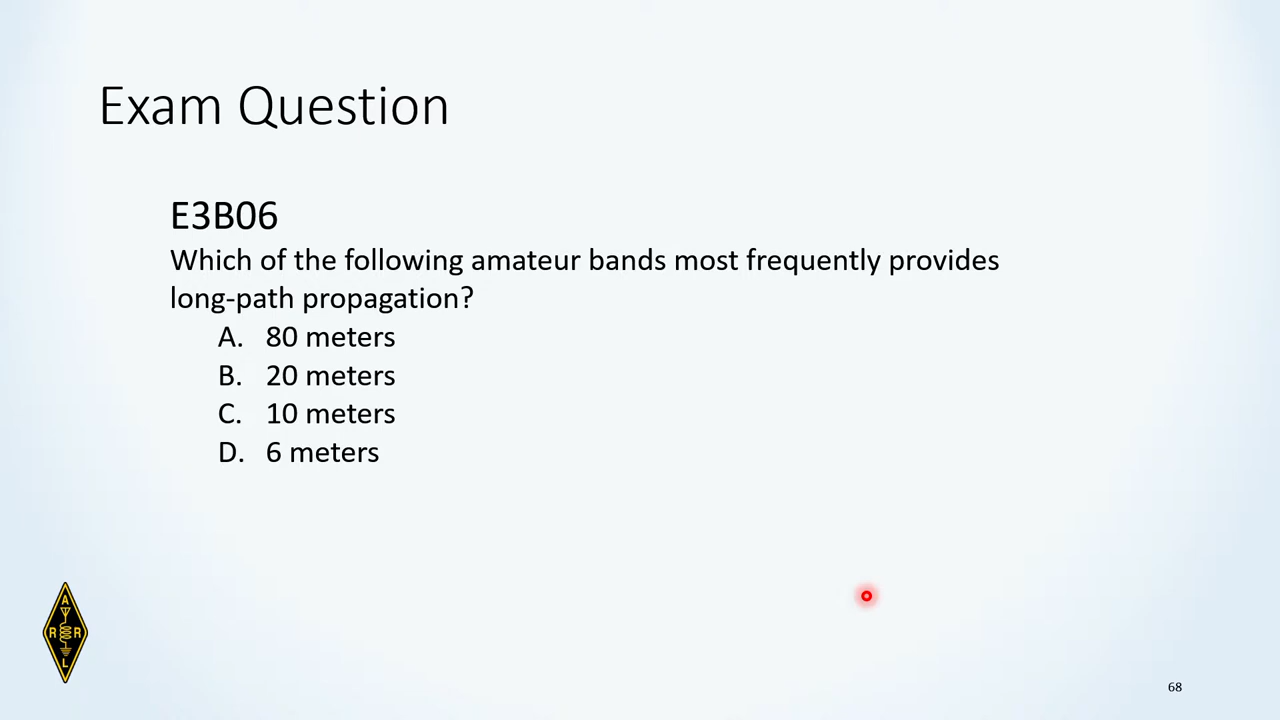 Exam Question
E3B06
Which of the following amateur bands most frequently provides
long-path propagation?
A. 80 meters
B. 20 meters
C. 10 meters
D. 6 meters
A
R R
L
68